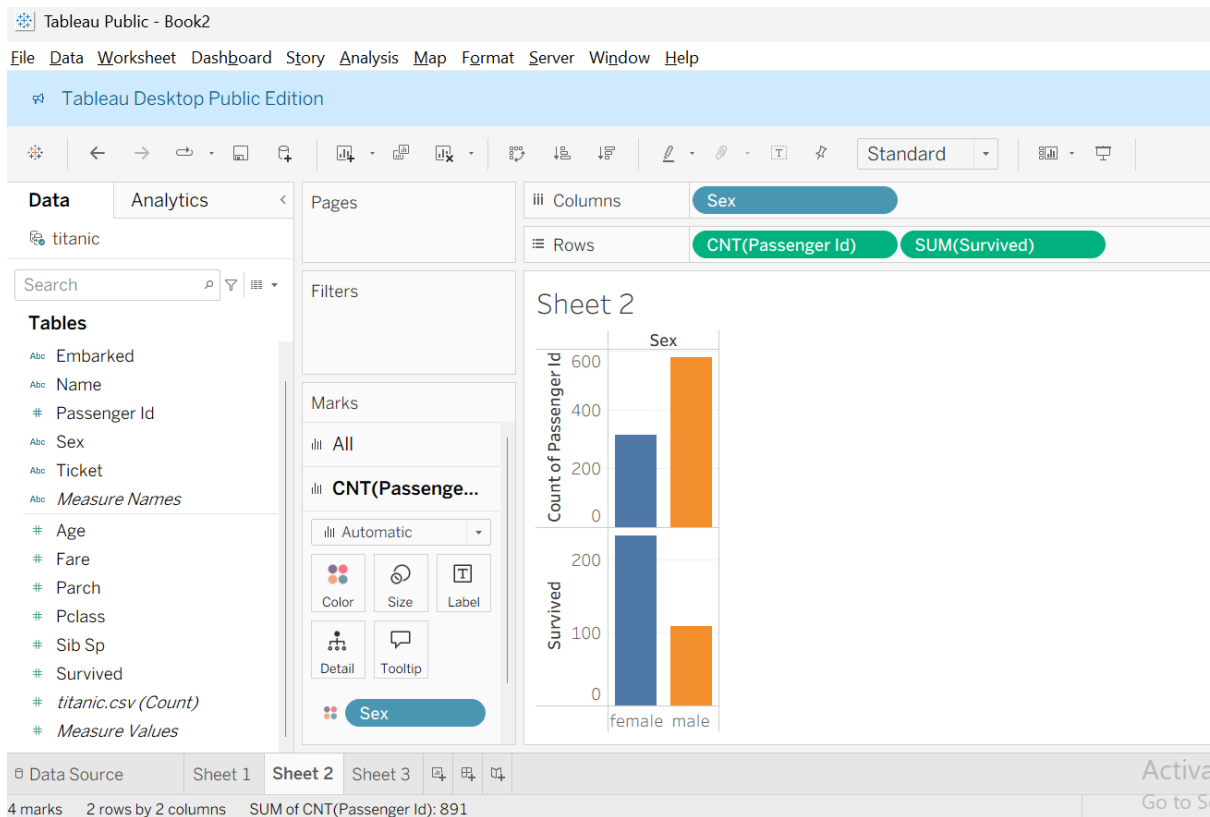 Tableau Public - Book2
File Data Worksheet Dashboard Story Analysis Map Format Server Window Help
Tableau Desktop Public Edition
Standard
Data Analytics
titanic
Search
Tables
Embarked
Name
Passenger Id
Sex
Ticket
Measure Names
Age
Fare
Parch
Pclass
Sib Sp
Survived
titanic.csv (Count)
Measure Values
Pages
Filters
Marks
All
CNT(Passenge...
Automatic
Color Size Label
Detail Tooltip
Sex
Columns Sex
Rows CNT(Passenger Id) SUM(Survived)
Sheet 2
Sex
Count of Passenger Id
600
400
200
0
Survived
200
100
0
female male
Data Source Sheet 1 Sheet 2 Sheet 3
4 marks 2 rows by 2 columns SUM of CNT(Passenger Id): 891
Activa
Go to S